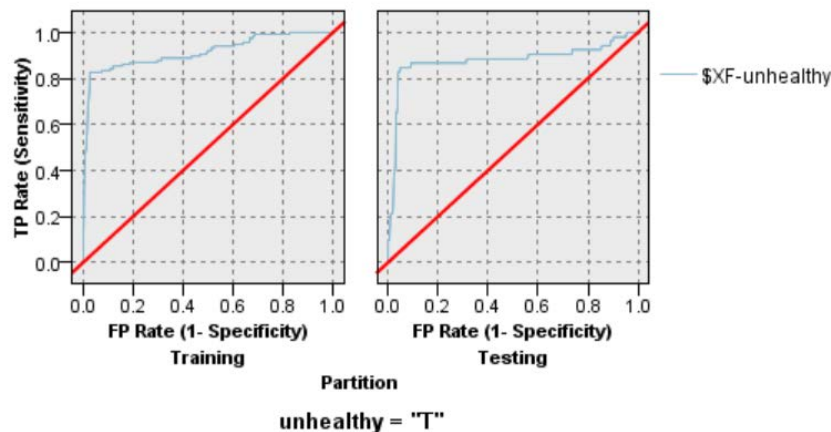 TP Rate (Sensitivity)
1.0
0.8
0.6
0.4
0.2
0.0
0.0 0.2 0.4 0.6 0.8 1.0
FP Rate (1- Specificity)
Training
0.0 0.2 0.4 0.6 0.8 1.0
FP Rate (1- Specificity)
Testing
$XF-unhealthy
Partition
unhealthy = "T"